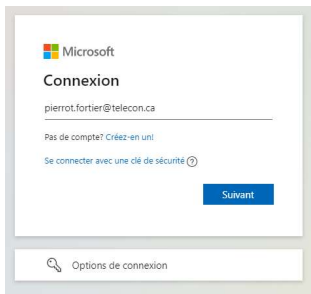 Microsoft
Connexion
pierrot.fortier@telecon.ca
Pas de compte? Créez-en un!
Se connecter avec une clé de sécurité ?
Suivant
Options de connexion